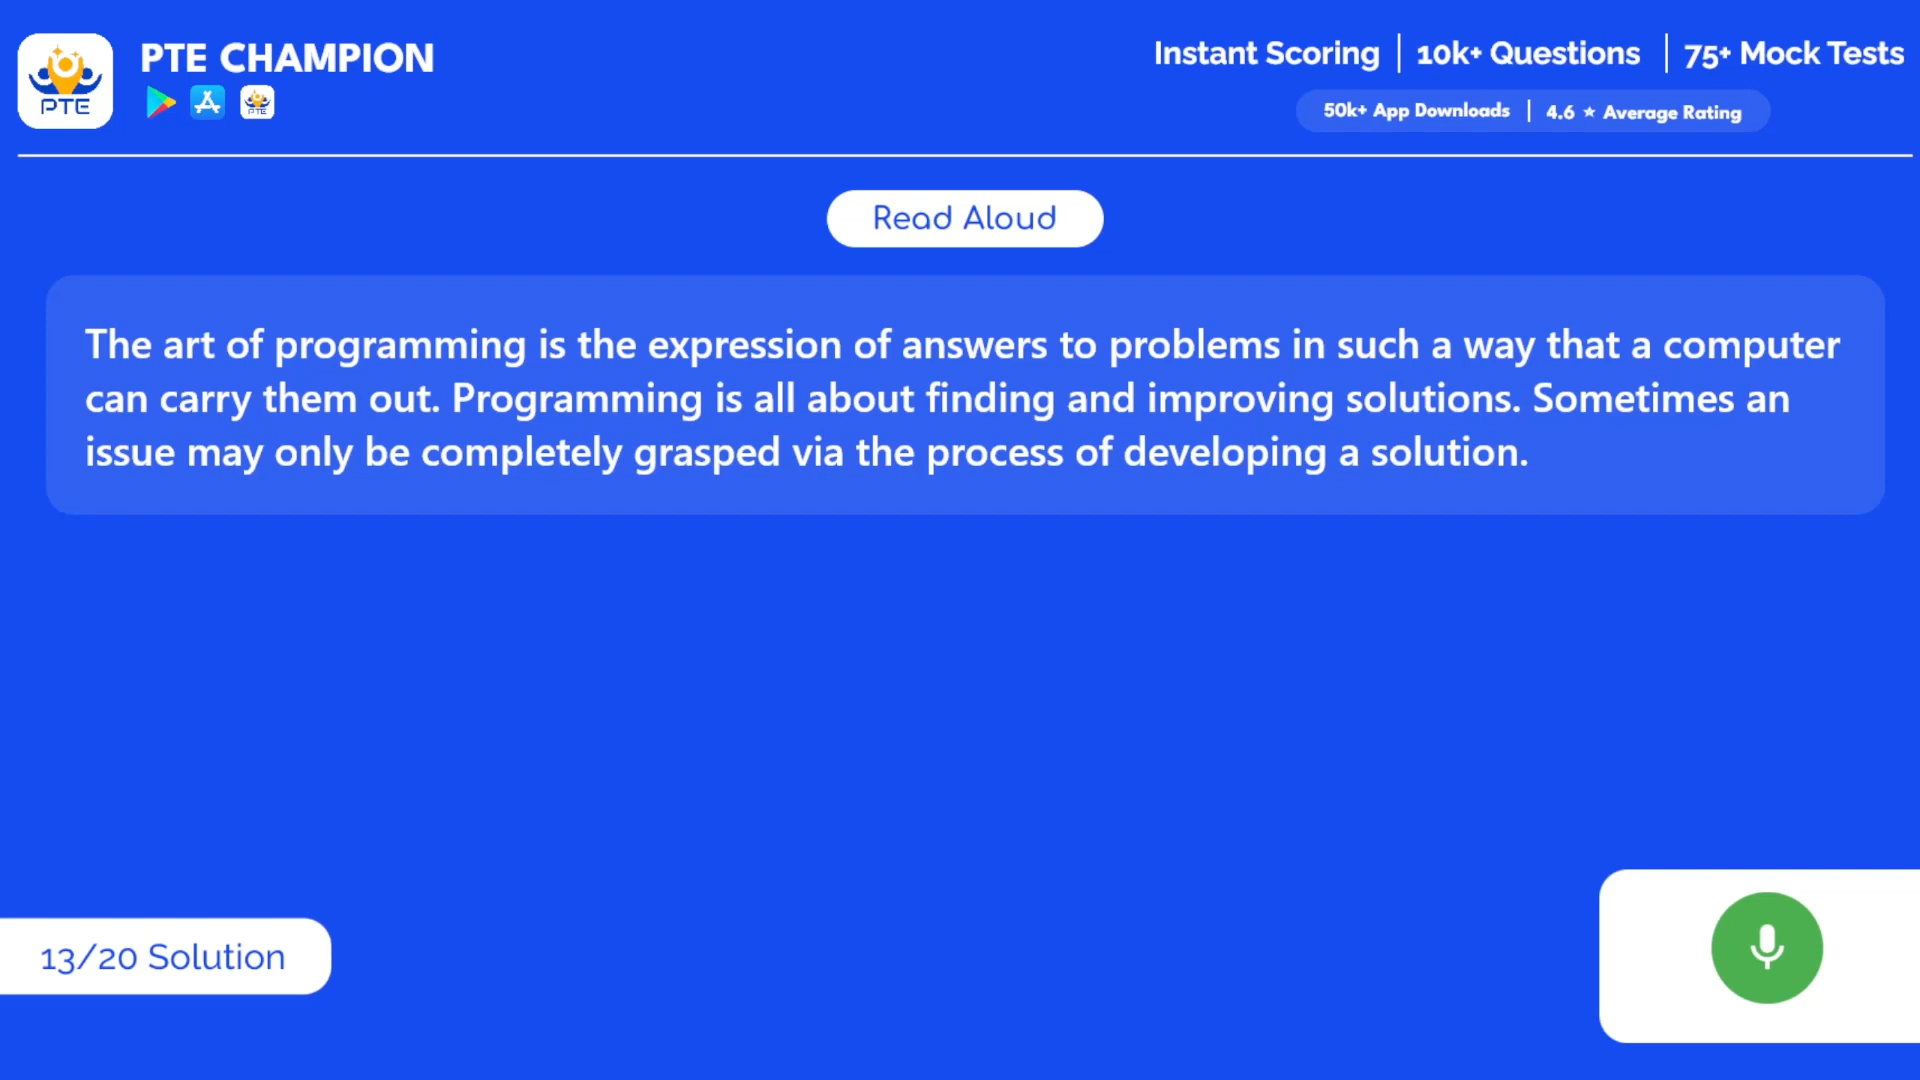 PTE CHAMPION
PTE
PTE
Instant Scoring | 10k+ Questions | 75+ Mock Tests
50k+ App Downloads | 4.6 ★ Average Rating
Read Aloud
The art of programming is the expression of answers to problems in such a way that a computer
can carry them out. Programming is all about finding and improving solutions. Sometimes an
issue may only be completely grasped via the process of developing a solution.
13/20 Solution